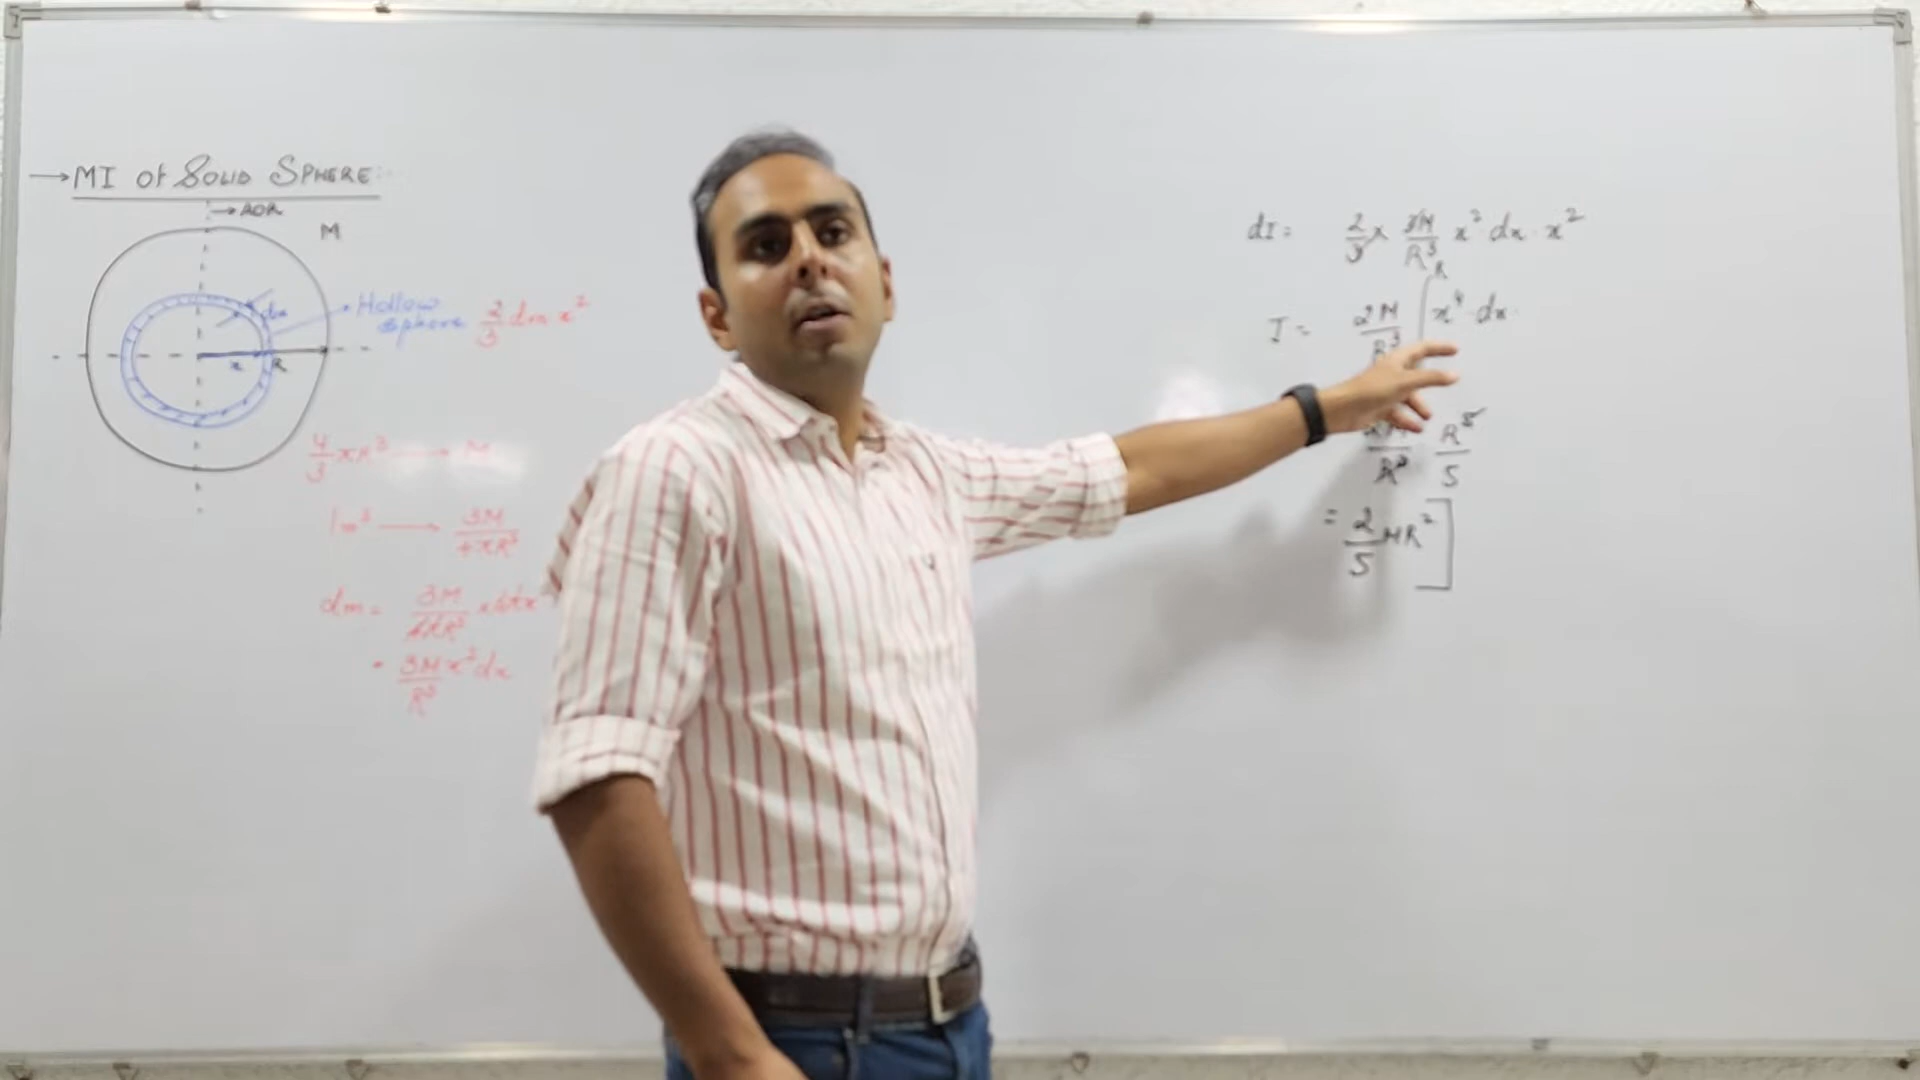 → MI of SOLID SPHERE:
→ AOR
M
dx
Hollow
sphere
2/3 dm x²
x
R
4/3 πR³ → M
1m³ → 3M/4πR³
dm = 3M/4πR³ × 4πx²
= 3M/R³ x² dx
dI = 2/3 × 3M/R³ x² dx · x²
I = 2M/R³ ∫ᴿ x⁴ · dx
2M/R³ R⁵/5
= 2/5 MR² ]